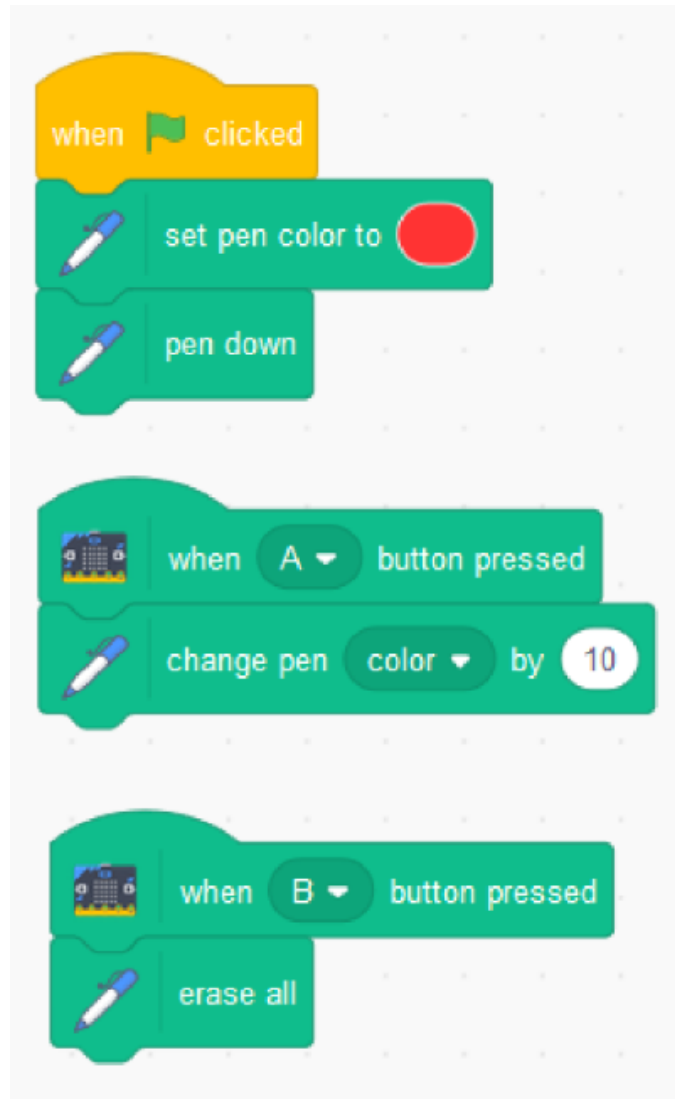 when clicked
set pen color to
pen down
when A button pressed
change pen color by 10
when B button pressed
erase all